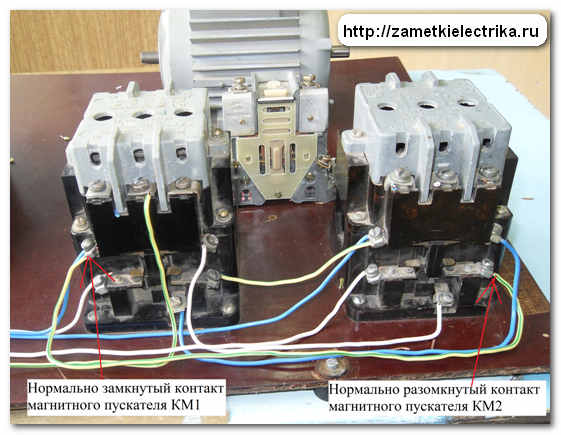 http://zametkielectrika.ru
Нормально замкнутый контакт
магнитного пускателя КМ1
Нормально разомкнутый контакт
магнитного пускателя КМ2